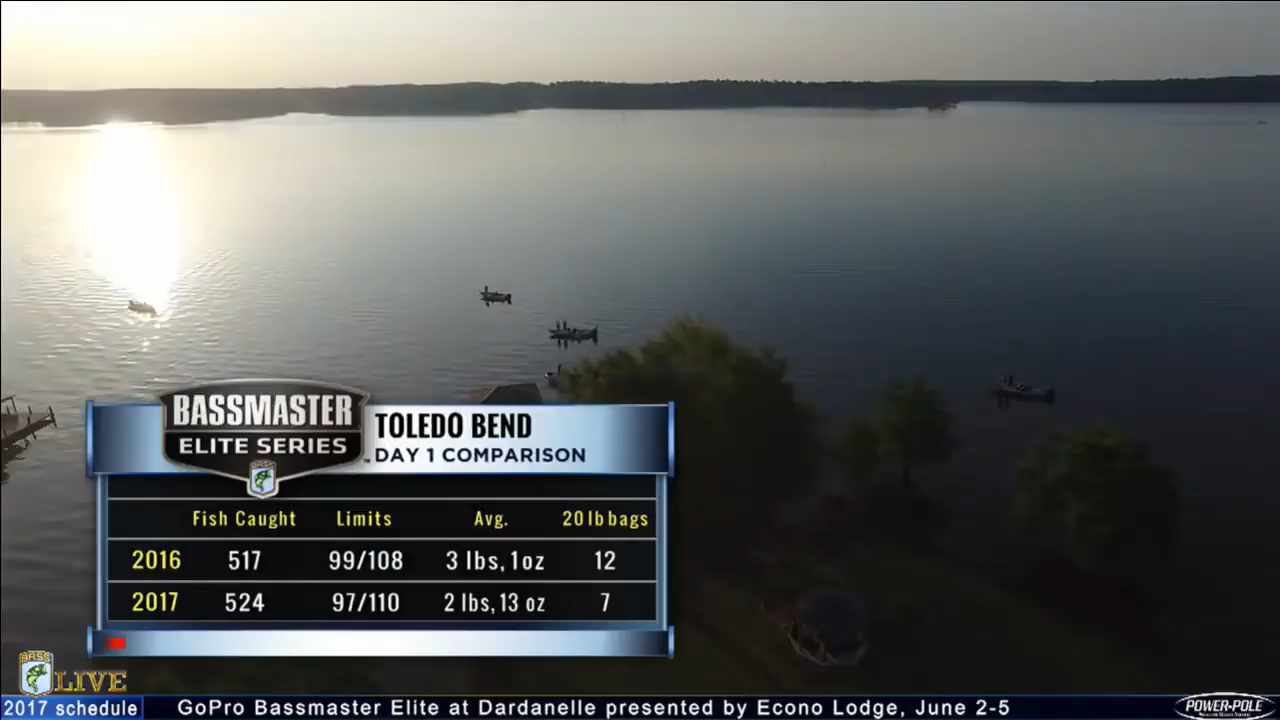 BASSMASTER
ELITE SERIES
TOLEDO BEND
DAY 1 COMPARISON
Fish Caught Limits Avg. 20 lb bags
2016 517 99/108 3 lbs, 1oz 12
2017 524 97/110 2 lbs, 13 oz 7
BASS
LIVE
2017 schedule GoPro Bassmaster Elite at Dardanelle presented by Econo Lodge, June 2-5
POWER-POLE